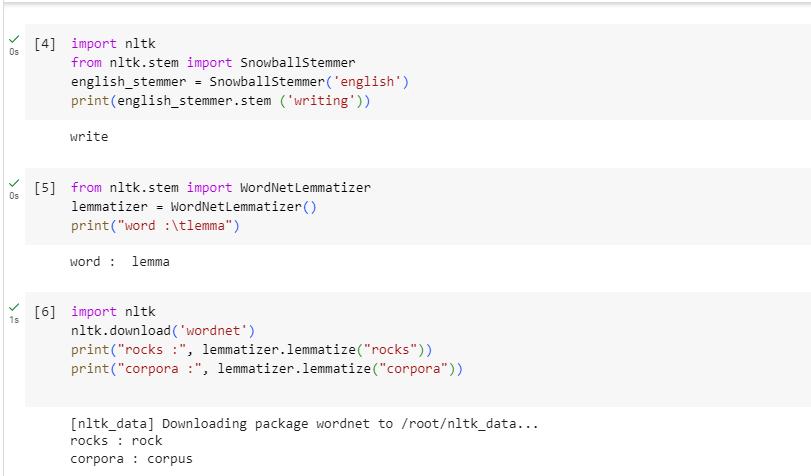 [4] import nltk
0s
from nltk.stem import SnowballStemmer
english_stemmer = SnowballStemmer('english')
print(english_stemmer.stem ('writing'))
write
[5] from nltk.stem import WordNetLemmatizer
0s
lemmatizer = WordNetLemmatizer()
print("word :\tlemma")
word :  lemma
[6] import nltk
1s
nltk.download('wordnet')
print("rocks :", lemmatizer.lemmatize("rocks"))
print("corpora :", lemmatizer.lemmatize("corpora"))
[nltk_data] Downloading package wordnet to /root/nltk_data...
rocks : rock
corpora : corpus